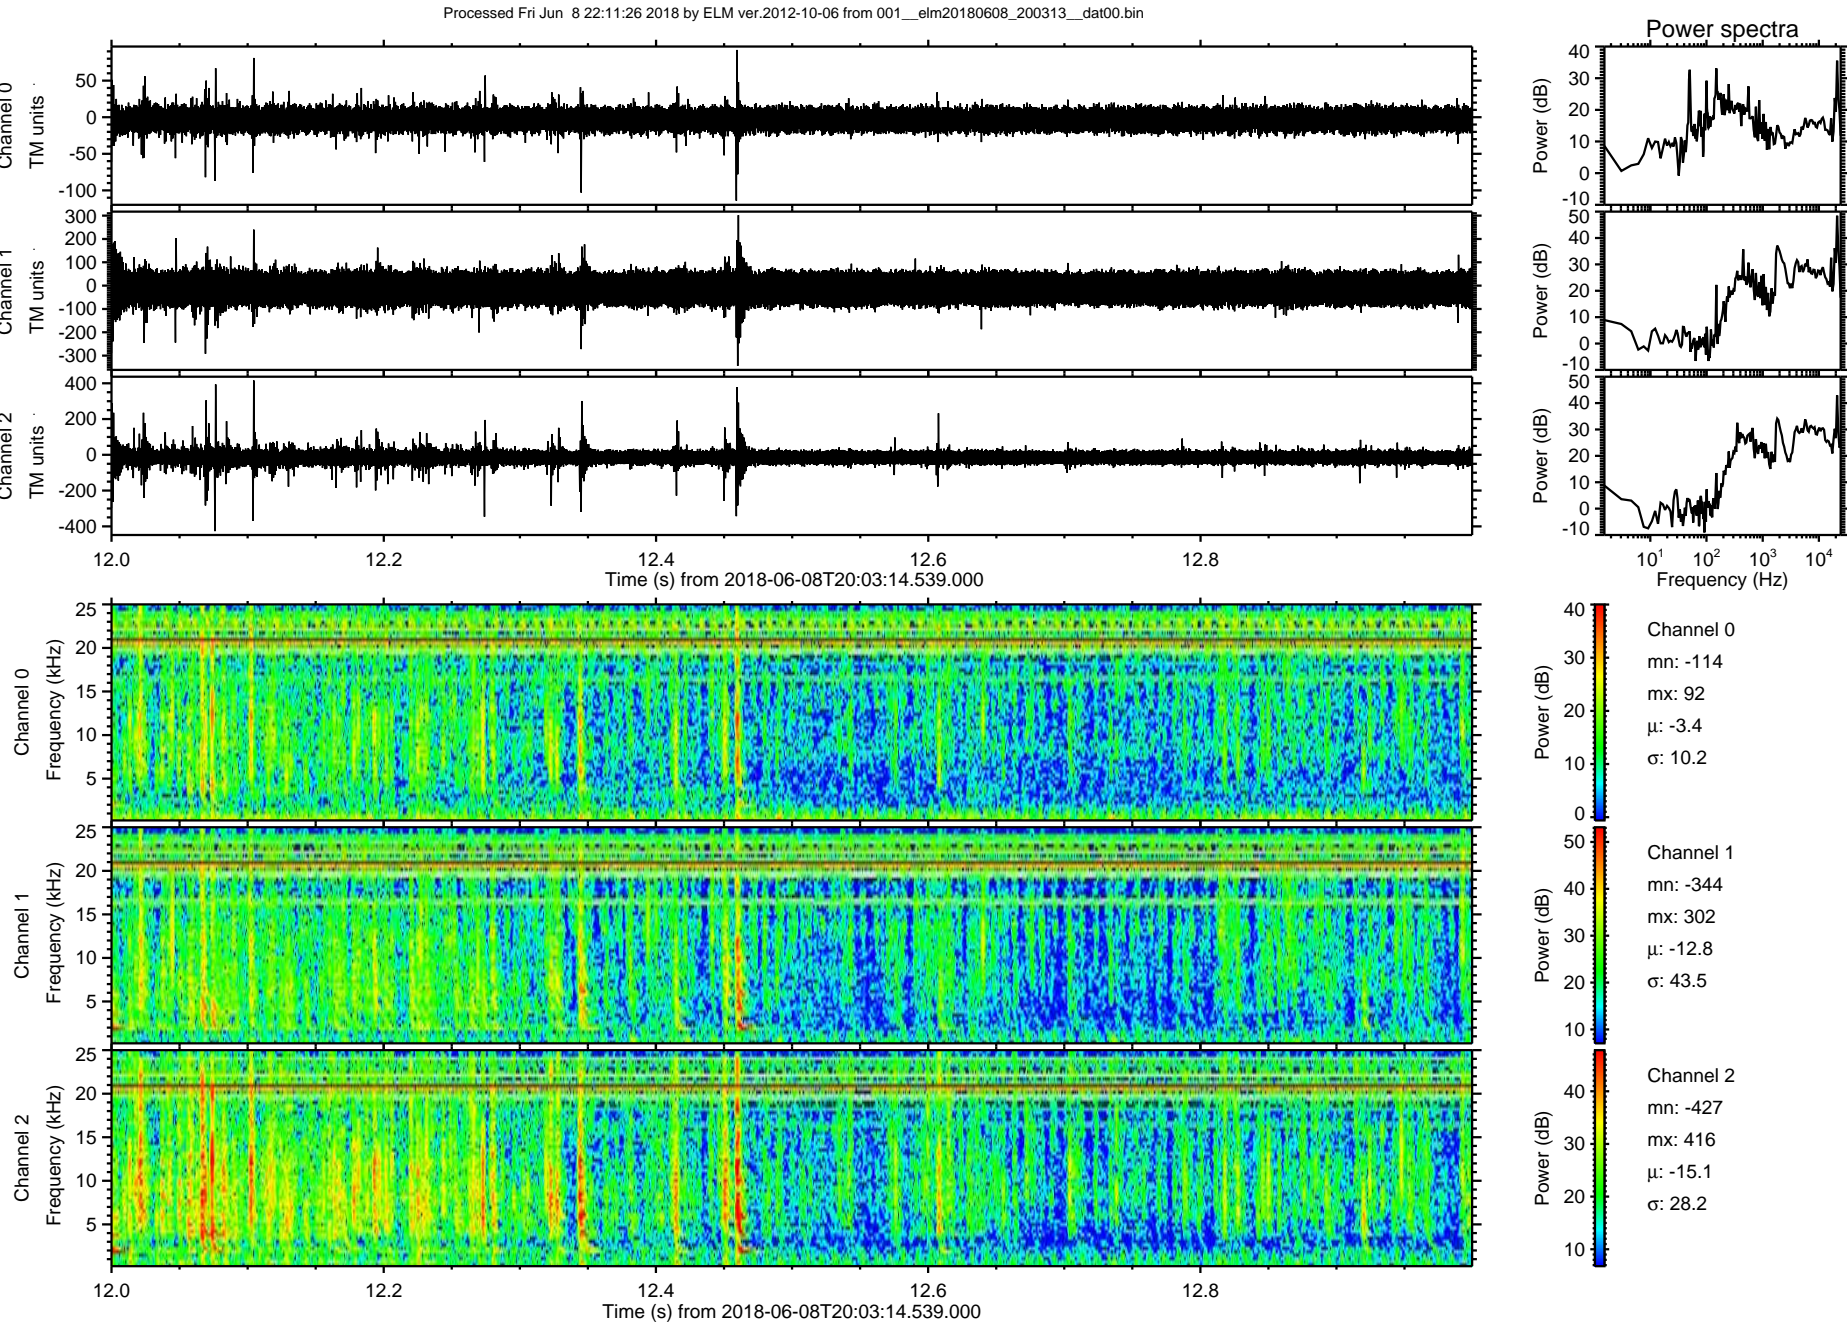 Processed Fri Jun  8 22:11:26 2018 by ELM ver.2012-10-06 from 001__elm20180608_200313__dat00.bin
Power spectra
Channel 0
TM units
50
0
-50
-100
Power (dB)
40
30
20
10
0
-10
Channel 1
TM units
300
200
100
0
-100
-200
-300
Power (dB)
50
40
30
20
10
0
-10
Channel 2
TM units
400
200
0
-200
-400
Power (dB)
50
40
30
20
10
0
-10
12.0 12.2 12.4 12.6 12.8
Time (s) from 2018-06-08T20:03:14.539.000
10¹ 10² 10³ 10⁴
Frequency (Hz)
Channel 0
Frequency (kHz)
25
20
15
10
5
Power (dB)
40
30
20
10
0
Channel 0
mn: -114
mx: 92
μ: -3.4
σ: 10.2
Channel 1
Frequency (kHz)
25
20
15
10
5
Power (dB)
50
40
30
20
10
Channel 1
mn: -344
mx: 302
μ: -12.8
σ: 43.5
Channel 2
Frequency (kHz)
25
20
15
10
5
Power (dB)
40
30
20
10
Channel 2
mn: -427
mx: 416
μ: -15.1
σ: 28.2
12.0 12.2 12.4 12.6 12.8
Time (s) from 2018-06-08T20:03:14.539.000